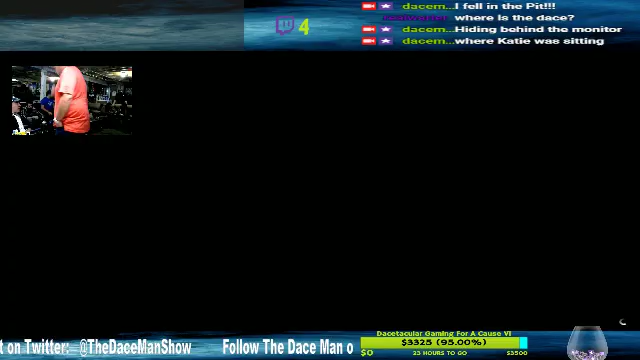 dacem...I fell in the Pit!!!
where is the dace?
dacem...Hiding behind the monitor
dacem...where Katie was sitting
4
t on Twitter: @TheDaceManShow Follow The Dace Man o
Dacetacular Gaming For A Cause VI
$3325 (95.00%)
$0 23 HOURS TO GO $3500